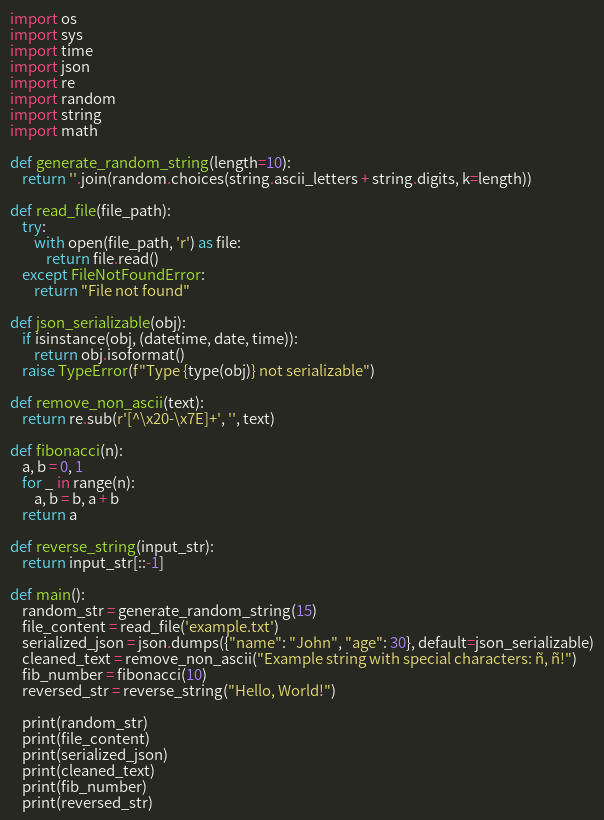 import os
import sys
import time
import json
import re
import random
import string
import math

def generate_random_string(length=10):
    return ''.join(random.choices(string.ascii_letters + string.digits, k=length))

def read_file(file_path):
    try:
        with open(file_path, 'r') as file:
            return file.read()
    except FileNotFoundError:
        return "File not found"

def json_serializable(obj):
    if isinstance(obj, (datetime, date, time)):
        return obj.isoformat()
    raise TypeError(f"Type {type(obj)} not serializable")

def remove_non_ascii(text):
    return re.sub(r'[^\x20-\x7E]+', '', text)

def fibonacci(n):
    a, b = 0, 1
    for _ in range(n):
        a, b = b, a + b
    return a

def reverse_string(input_str):
    return input_str[::-1]

def main():
    random_str = generate_random_string(15)
    file_content = read_file('example.txt')
    serialized_json = json.dumps({"name": "John", "age": 30}, default=json_serializable)
    cleaned_text = remove_non_ascii("Example string with special characters: ñ, ñ!")
    fib_number = fibonacci(10)
    reversed_str = reverse_string("Hello, World!")

    print(random_str)
    print(file_content)
    print(serialized_json)
    print(cleaned_text)
    print(fib_number)
    print(reversed_str)